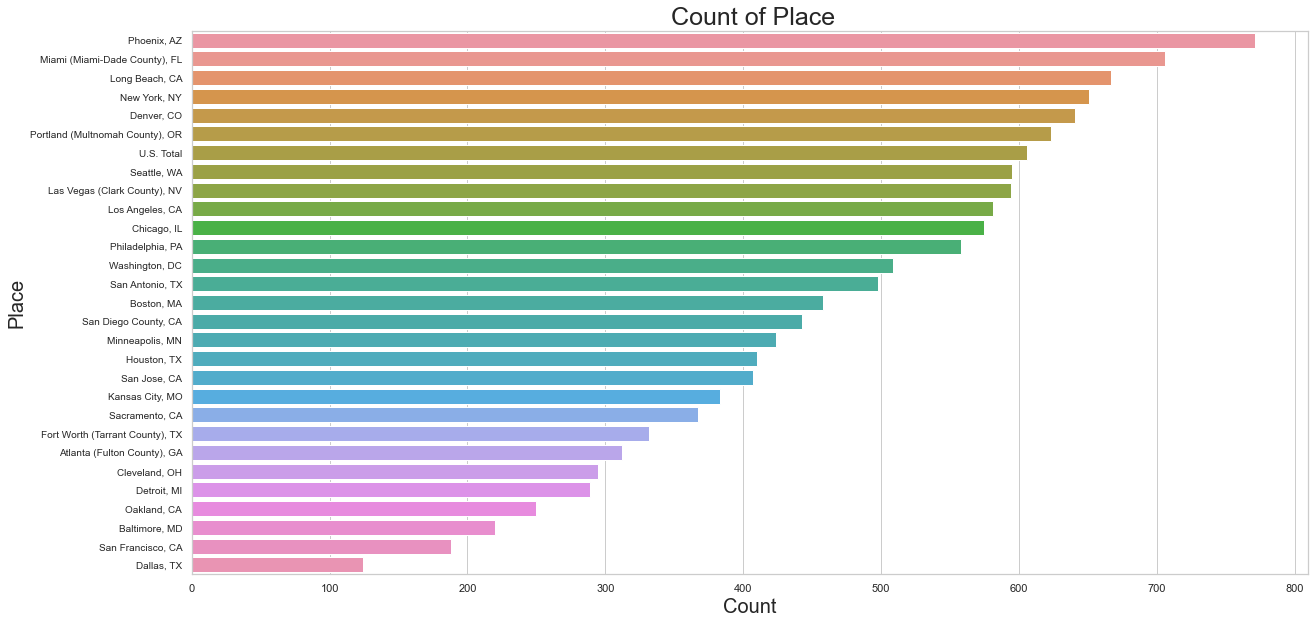 Count of Place
Place
Phoenix, AZ
Miami (Miami-Dade County), FL
Long Beach, CA
New York, NY
Denver, CO
Portland (Multnomah County), OR
U.S. Total
Seattle, WA
Las Vegas (Clark County), NV
Los Angeles, CA
Chicago, IL
Philadelphia, PA
Washington, DC
San Antonio, TX
Boston, MA
San Diego County, CA
Minneapolis, MN
Houston, TX
San Jose, CA
Kansas City, MO
Sacramento, CA
Fort Worth (Tarrant County), TX
Atlanta (Fulton County), GA
Cleveland, OH
Detroit, MI
Oakland, CA
Baltimore, MD
San Francisco, CA
Dallas, TX
0 100 200 300 400 500 600 700 800
Count